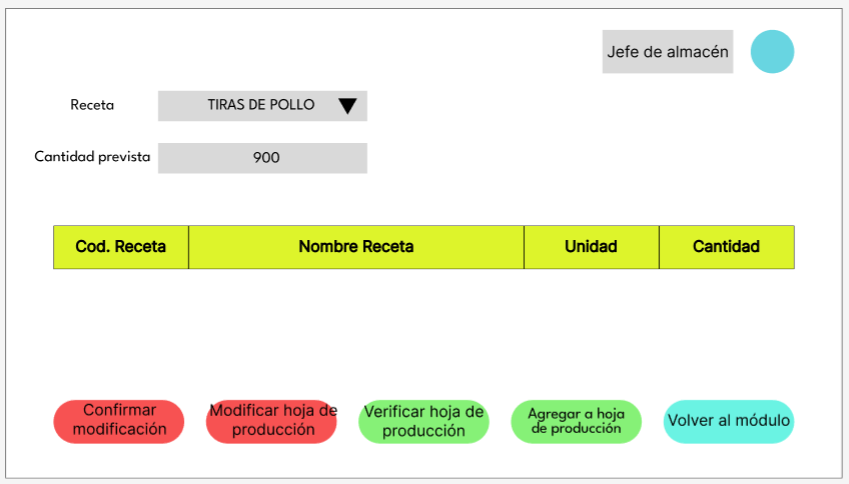 Jefe de almacén
Receta TIRAS DE POLLO
Cantidad prevista 900
Cod. Receta Nombre Receta Unidad Cantidad
Confirmar
modificación
Modificar hoja de
producción
Verificar hoja de
producción
Agregar a hoja
de producción
Volver al módulo